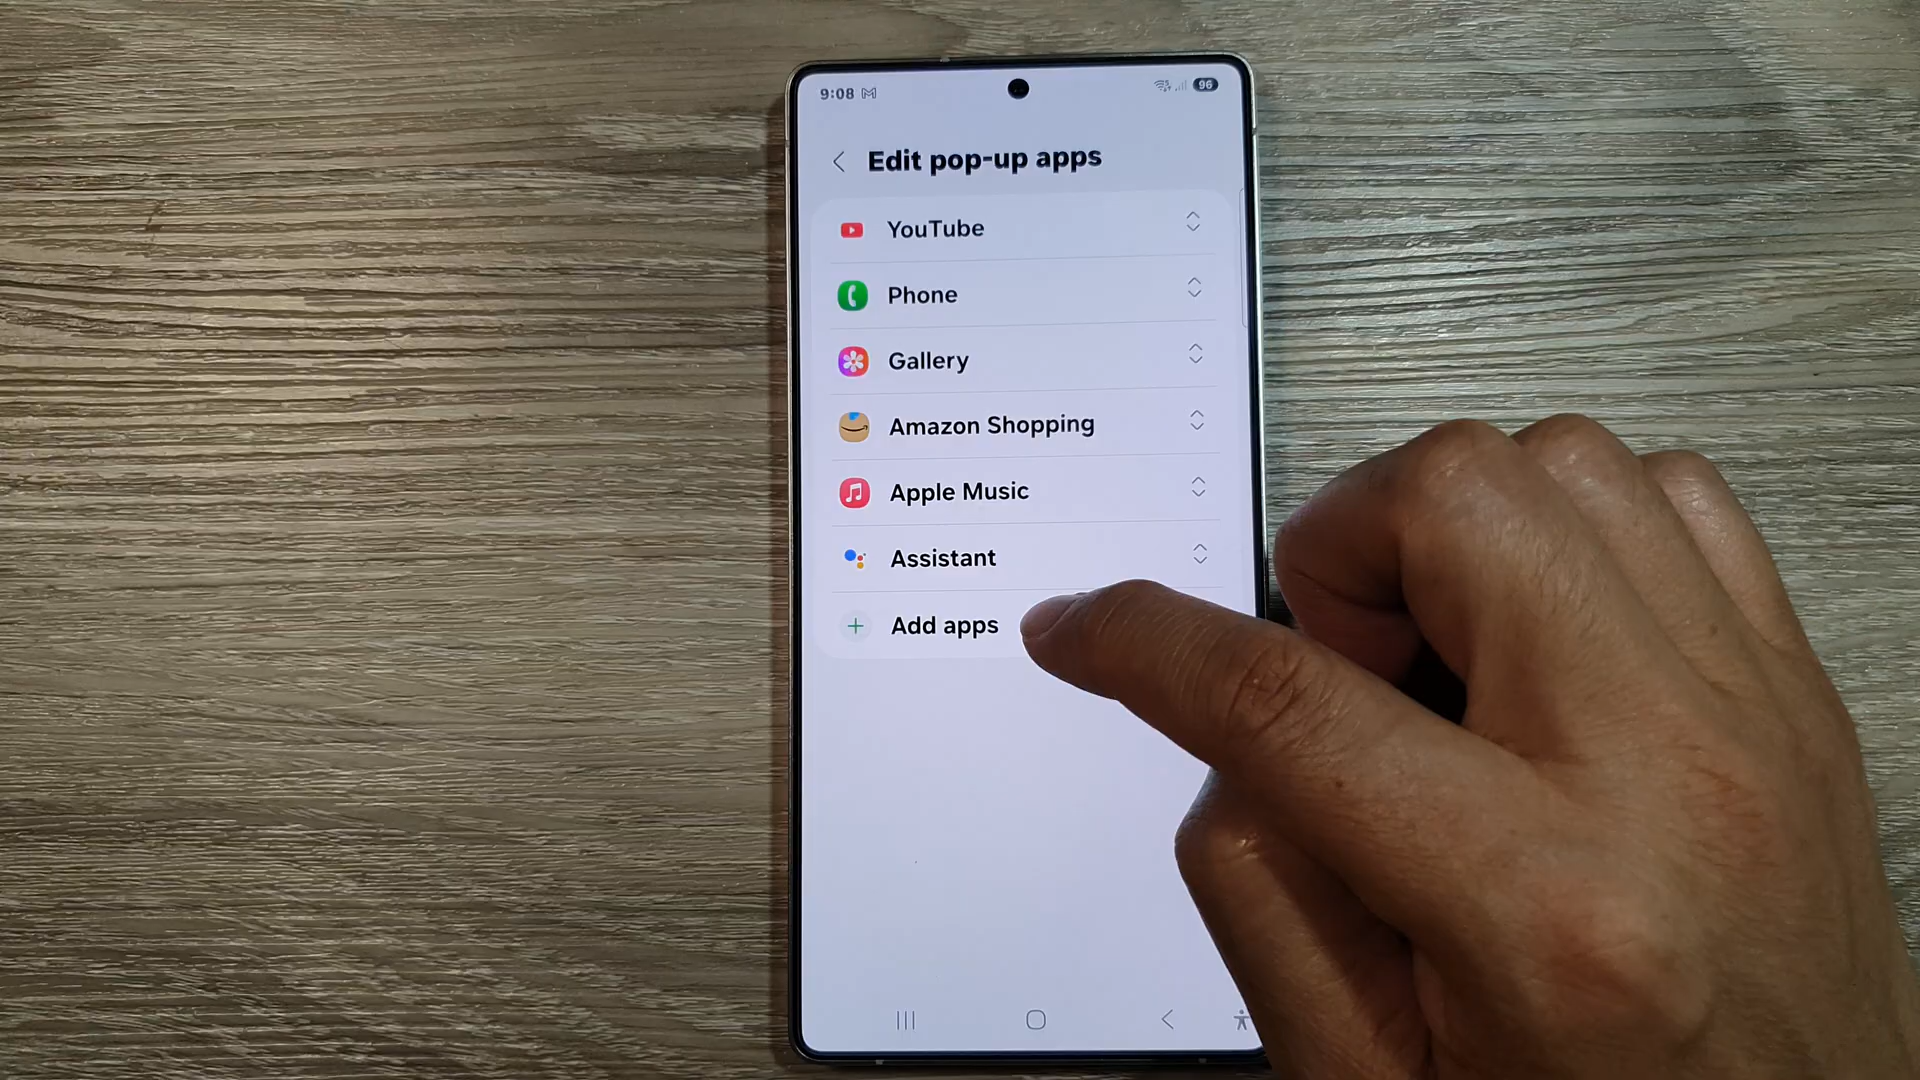 9:08
96
Edit pop-up apps
YouTube
Phone
Gallery
Amazon Shopping
Apple Music
Assistant
Add apps